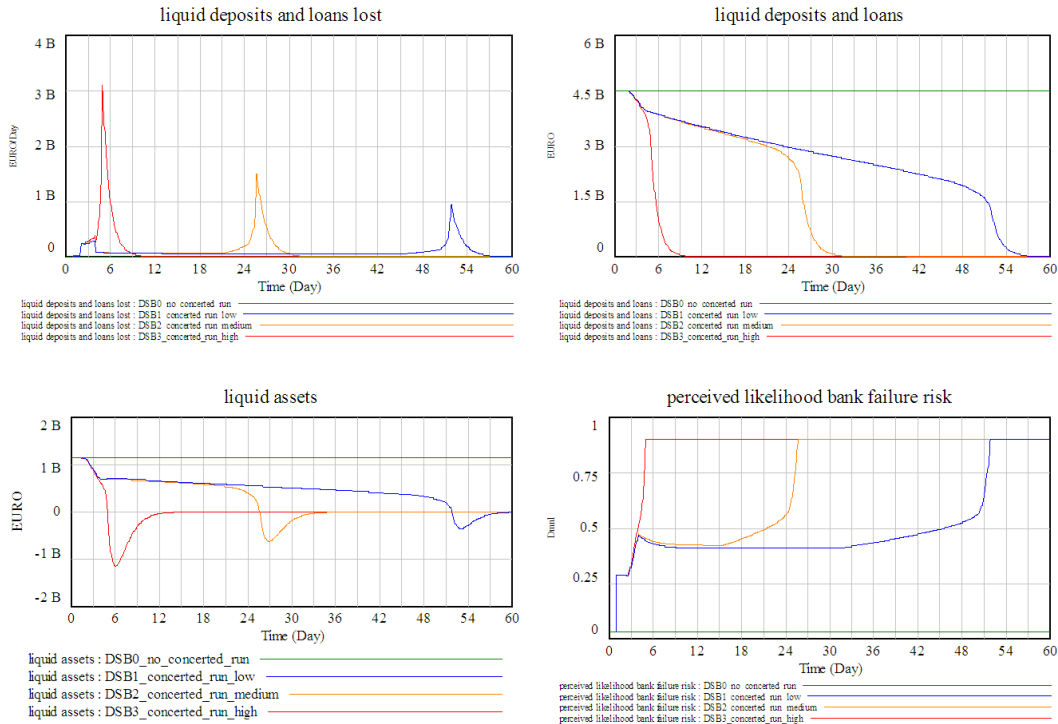 liquid deposits and loans lost
4 B
3 B
2 B
1 B
0
EURO/Day
0 6 12 18 24 30 36 42 48 54 60
Time (Day)
liquid deposits and loans lost : DSB0 no concerted run
liquid deposits and loans lost : DSB1 concerted run low
liquid deposits and loans lost : DSB2 concerted run medium
liquid deposits and loans lost : DSB3_concerted_run_high
liquid deposits and loans
6 B
4.5 B
3 B
1.5 B
0
EURO
0 6 12 18 24 30 36 42 48 54 60
Time (Day)
liquid deposits and loans : DSB0 no concerted run
liquid deposits and loans : DSB1 concerted run low
liquid deposits and loans : DSB2 concerted run medium
liquid deposits and loans : DSB3_concerted_run_high
liquid assets
2 B
1 B
0
-1 B
-2 B
EURO
0 6 12 18 24 30 36 42 48 54 60
Time (Day)
liquid assets : DSB0_no_concerted_run
liquid assets : DSB1_concerted_run_low
liquid assets : DSB2_concerted_run_medium
liquid assets : DSB3_concerted_run_high
perceived likelihood bank failure risk
1
0.75
0.5
0.25
0
Dmnl
0 6 12 18 24 30 36 42 48 54 60
Time (Day)
perceived likelihood bank failure risk : DSB0 no concerted run
perceived likelihood bank failure risk : DSB1 concerted run low
perceived likelihood bank failure risk : DSB2 concerted run medium
perceived likelihood bank failure risk : DSB3_concerted_run_high